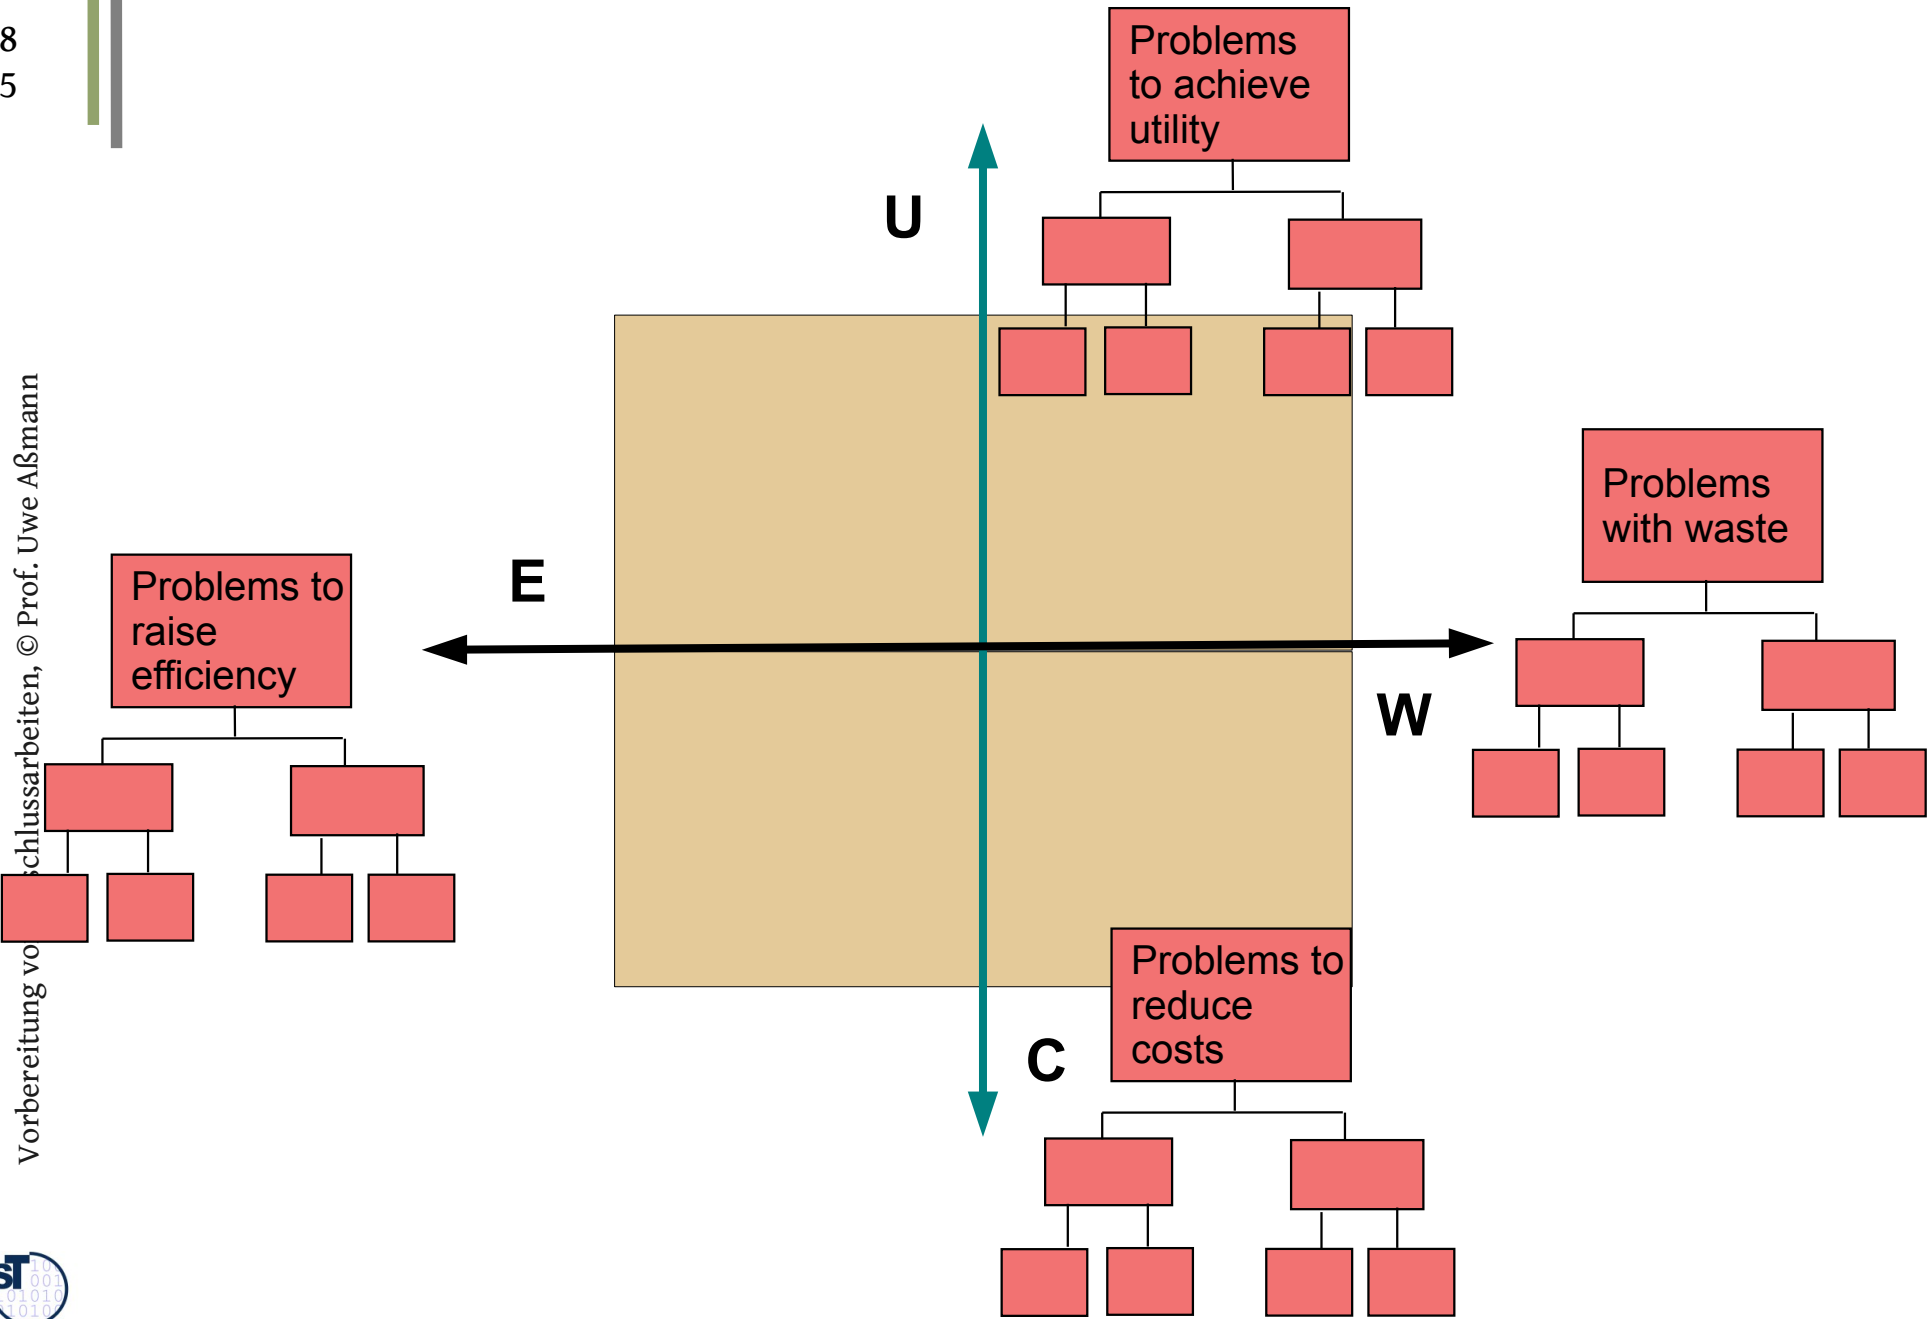 8
5
Problems
to achieve
utility
U
Problems
with waste
E
Problems to
raise
efficiency
W
Problems to
reduce
costs
C
Vorbereitung vo schlussarbeiten, © Prof. Uwe Aßmann
sT